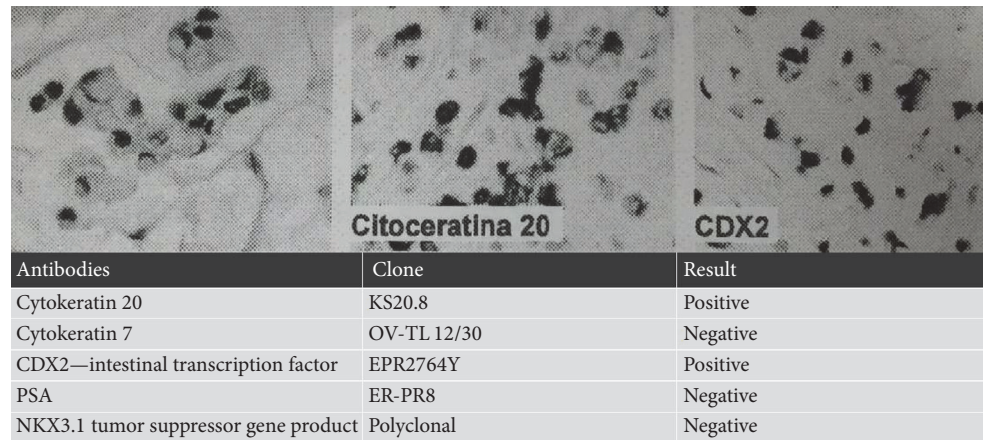 Citoceratina 20
CDX2
Antibodies Clone Result
Cytokeratin 20 KS20.8 Positive
Cytokeratin 7 OV-TL 12/30 Negative
CDX2—intestinal transcription factor EPR2764Y Positive
PSA ER-PR8 Negative
NKX3.1 tumor suppressor gene product Polyclonal Negative